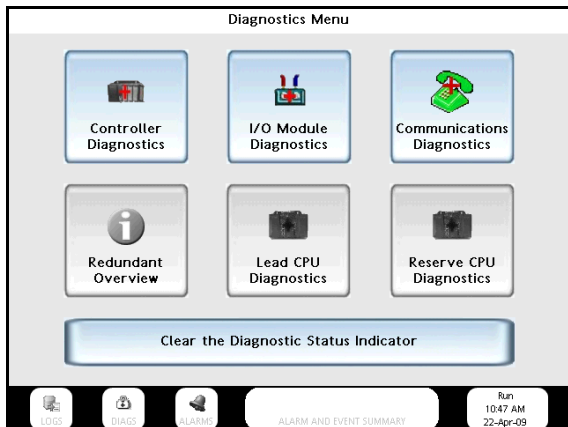 Diagnostics Menu
Controller
Diagnostics
I/O Module
Diagnostics
Communications
Diagnostics
Redundant
Overview
Lead CPU
Diagnostics
Reserve CPU
Diagnostics
Clear the Diagnostic Status Indicator
LOGS
DIAGS
ALARMS
ALARM AND EVENT SUMMARY
Run
10:47 AM
22-Apr-09